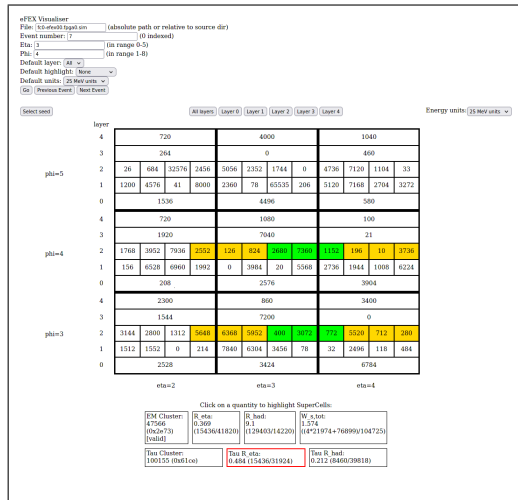 eFEX Visualiser
File: fc0-efex00.fpga0.sim (absolute path or relative to source dir)
Event number: 7 (0 indexed)
Eta: 3 (in range 0-5)
Phi: 4 (in range 1-8)
Default layer: All
Default highlight: None
Default units: 25 MeV units
Go Previous Event Next Event
Select seed All layers Layer 0 Layer 1 Layer 2 Layer 3 Layer 4 Energy units: 25 MeV units
layer
4 720 4000 1040
3 264 0 460
phi=5 2 26 684 32576 2456 5056 2352 1744 0 4736 7120 1104 33
1 1200 4576 41 8000 2360 78 65535 206 5120 7168 2704 3272
0 1536 4496 580
4 720 1080 100
3 1920 7040 21
phi=4 2 1768 3952 7936 2552 126 824 2680 7300 1152 196 10 3736
1 156 6528 6960 1992 0 3984 20 5568 2736 1944 1008 6224
0 208 2576 3904
4 2300 860 3400
3 1544 7200 0
phi=3 2 3144 2800 1312 5648 6368 5952 400 3072 772 5520 712 280
1 1512 1552 0 214 7840 6304 3456 78 32 2496 118 484
0 2528 3424 6784
eta=2 eta=3 eta=4
Click on a quantity to highlight SuperCells:
EM Cluster: R_eta: R_had: W_s,tot:
47566 0.369 9.1 1.574
(0x2e73) (15436/41820) (129403/14220) ((4*21974+76899)/104725)
[valid]
Tau Cluster: Tau R_eta: Tau R_had:
100155 (0x61ce) 0.484 (15436/31924) 0.212 (8460/39818)